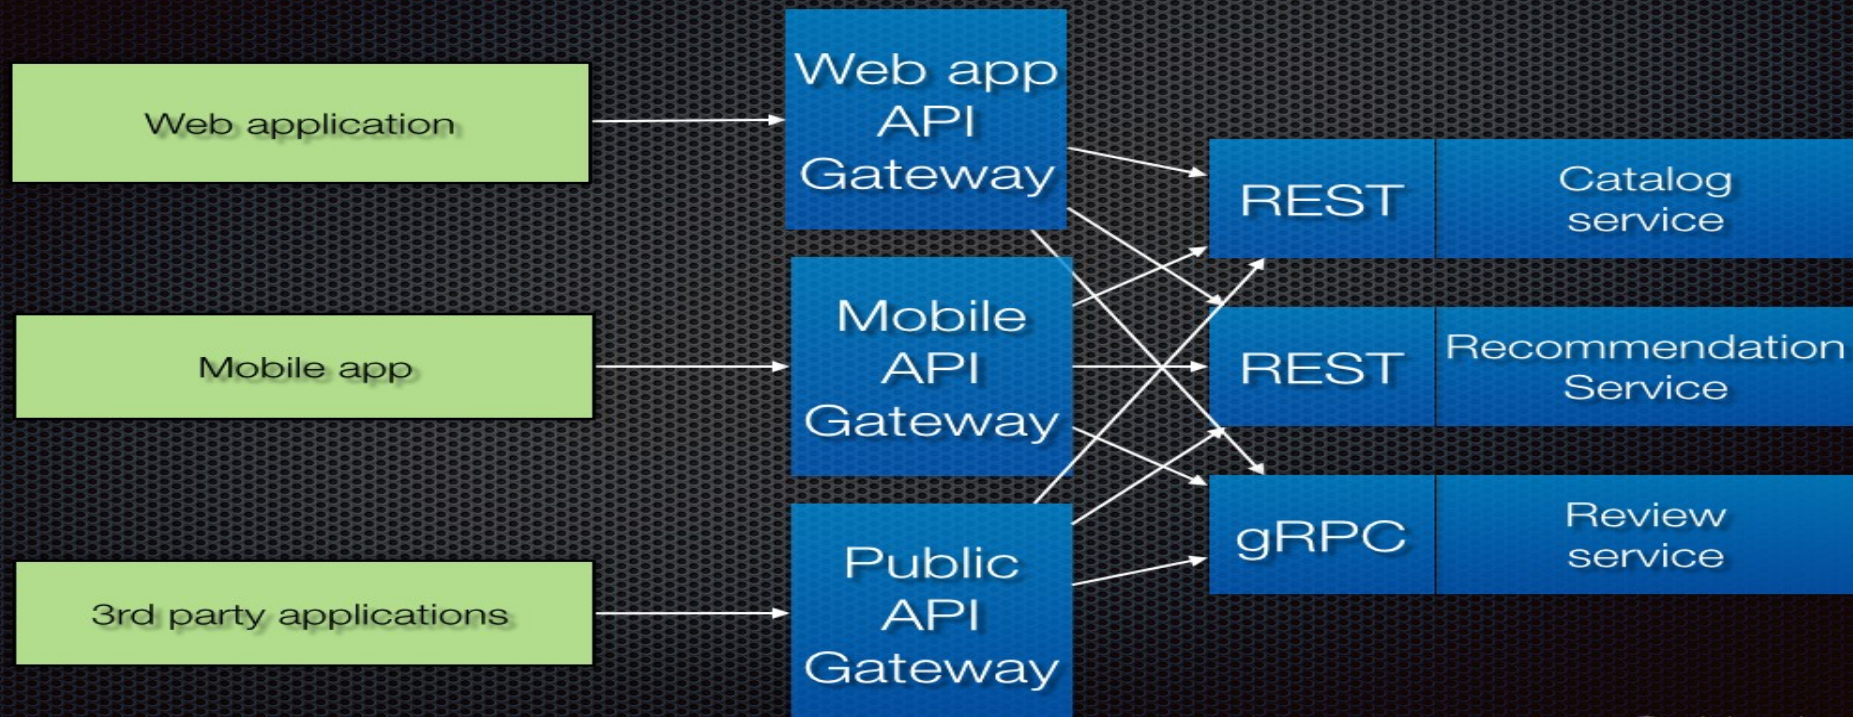 Web application
Web app
API
Gateway
REST
Catalog
service
Mobile app
Mobile
API
Gateway
REST
Recommendation
Service
3rd party applications
Public
API
Gateway
gRPC
Review
service